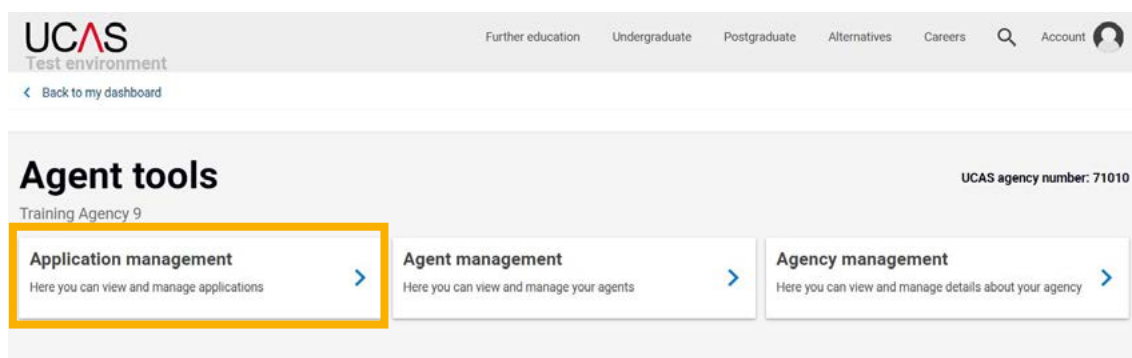 UCAS
Test environment
Further education Undergraduate Postgraduate Alternatives Careers Account
Back to my dashboard
Agent tools
UCAS agency number: 71010
Training Agency 9
Application management
Here you can view and manage applications
Agent management
Here you can view and manage your agents
Agency management
Here you can view and manage details about your agency